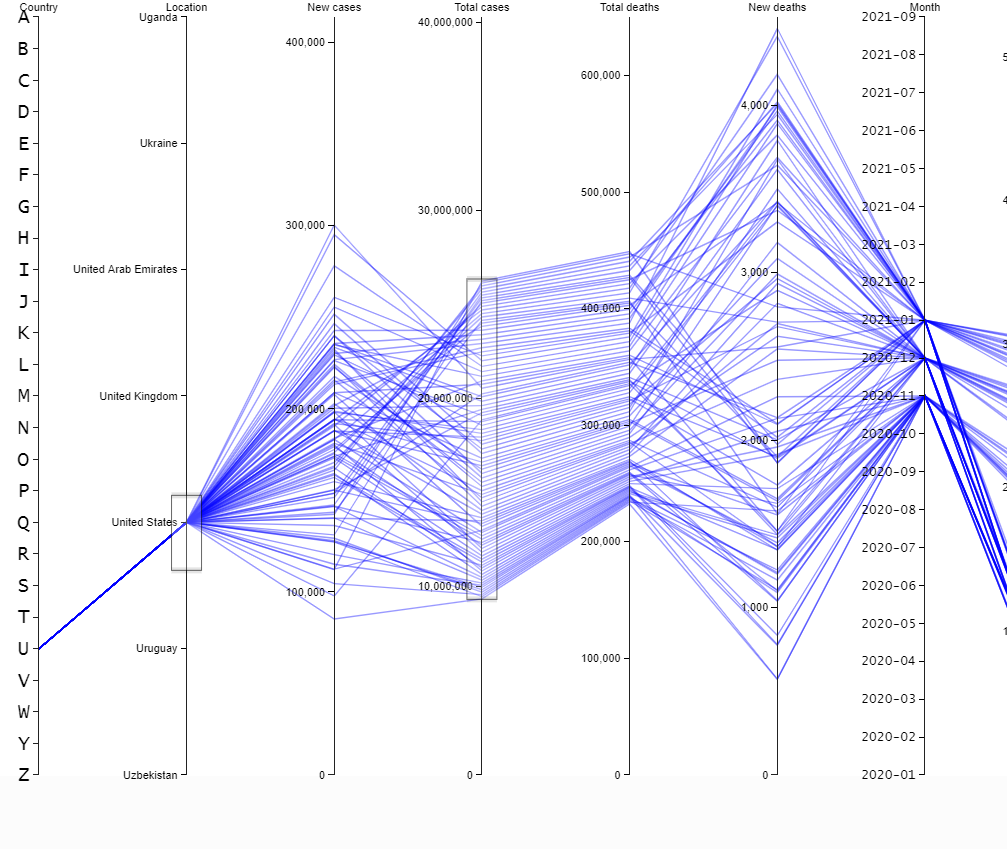 Country
Location
New cases
Total cases
Total deaths
New deaths
Month
A
B
C
D
E
F
G
H
I
J
K
L
M
N
O
P
Q
R
S
T
U
V
W
Y
Z
Uganda
Ukraine
United Arab Emirates
United Kingdom
United States
Uruguay
Uzbekistan
400,000
300,000
200,000
100,000
0
40,000,000
30,000,000
20,000,000
10,000,000
0
600,000
500,000
400,000
300,000
200,000
100,000
0
4,000
3,000
2,000
1,000
0
2021-09
2021-08
2021-07
2021-06
2021-05
2021-04
2021-03
2021-02
2021-01
2020-12
2020-11
2020-10
2020-09
2020-08
2020-07
2020-06
2020-05
2020-04
2020-03
2020-02
2020-01
5
4
3
2
1